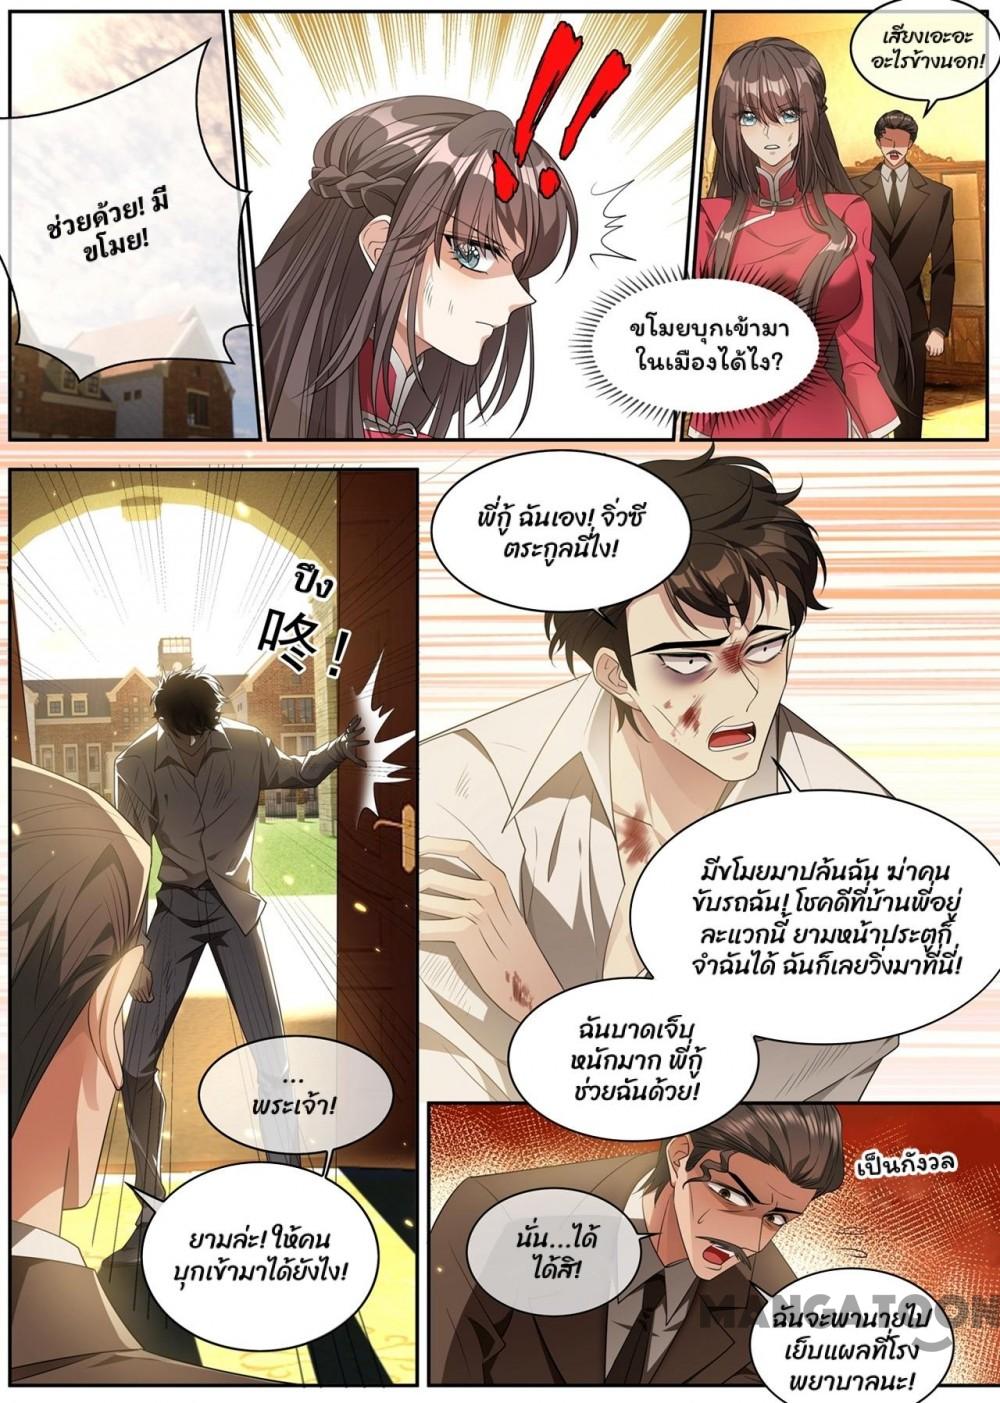 ช่วยด้วย! มี
ขโมย!
!!
เสียงเอะอะ
อะไรข้างนอก!
ขโมยบุกเข้ามา
ในเมืองได้ไง?
ปึง
咚!
พี่กู้ ฉันเอง! จิ่วซี
ตระกูลนี่ไง!
มีขโมยมาปล้นฉัน ฆ่าคน
ขับรถฉัน! โชคดีที่บ้านพี่อยู่
ละแวกนี้ ยามหน้าประตูก็
จำฉันได้ ฉันก็เลยวิ่งมาที่นี่!
ฉันบาดเจ็บ
หนักมาก พี่กู้
ช่วยฉันด้วย!
...
พระเจ้า!
ยามล่ะ! ให้คน
บุกเข้ามาได้ยังไง!
เป็นกังวล
นั่น...ได้
ได้สิ!
ฉันจะพานายไป
เย็บแผลที่โรง
พยาบาลนะ!
MANGATOON